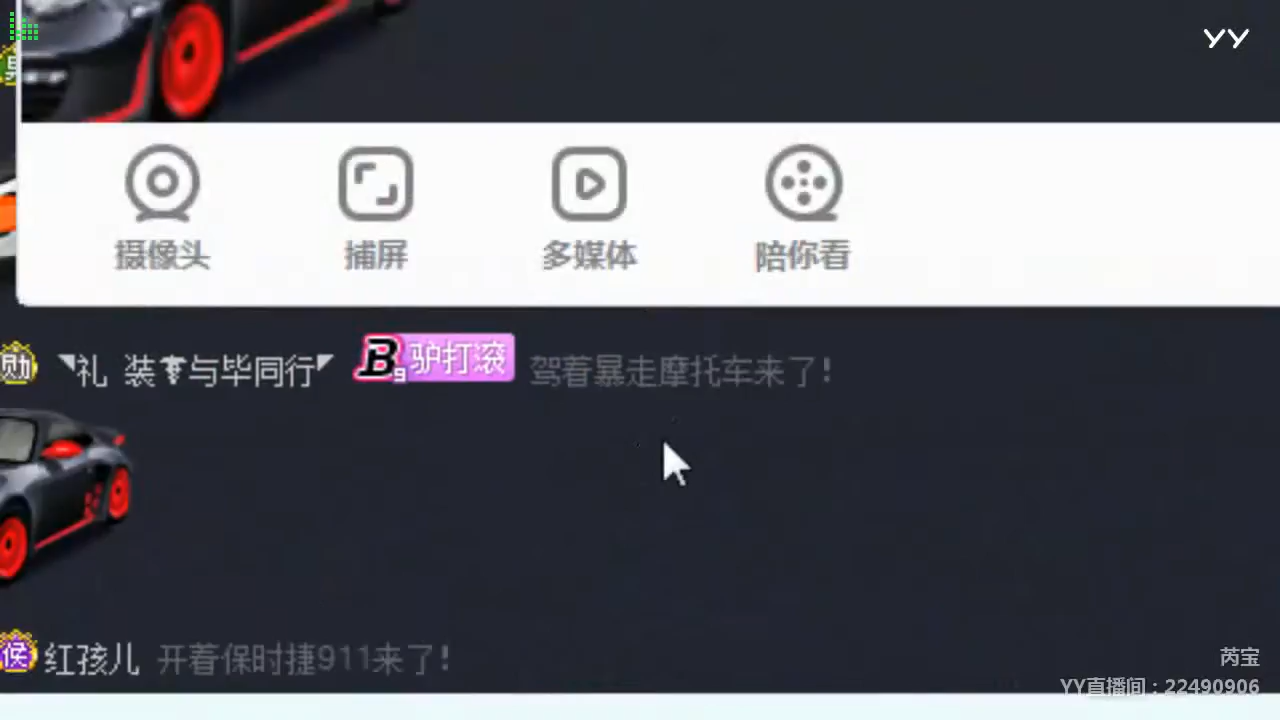 YY
摄像头 捕屏 多媒体 陪你看
勋 ◥礼 装☤与毕同行◤ B9 驴打滚 驾着暴走摩托车来了!
侯 红孩儿 开着保时捷911来了!
芮宝
YY直播间:22490906